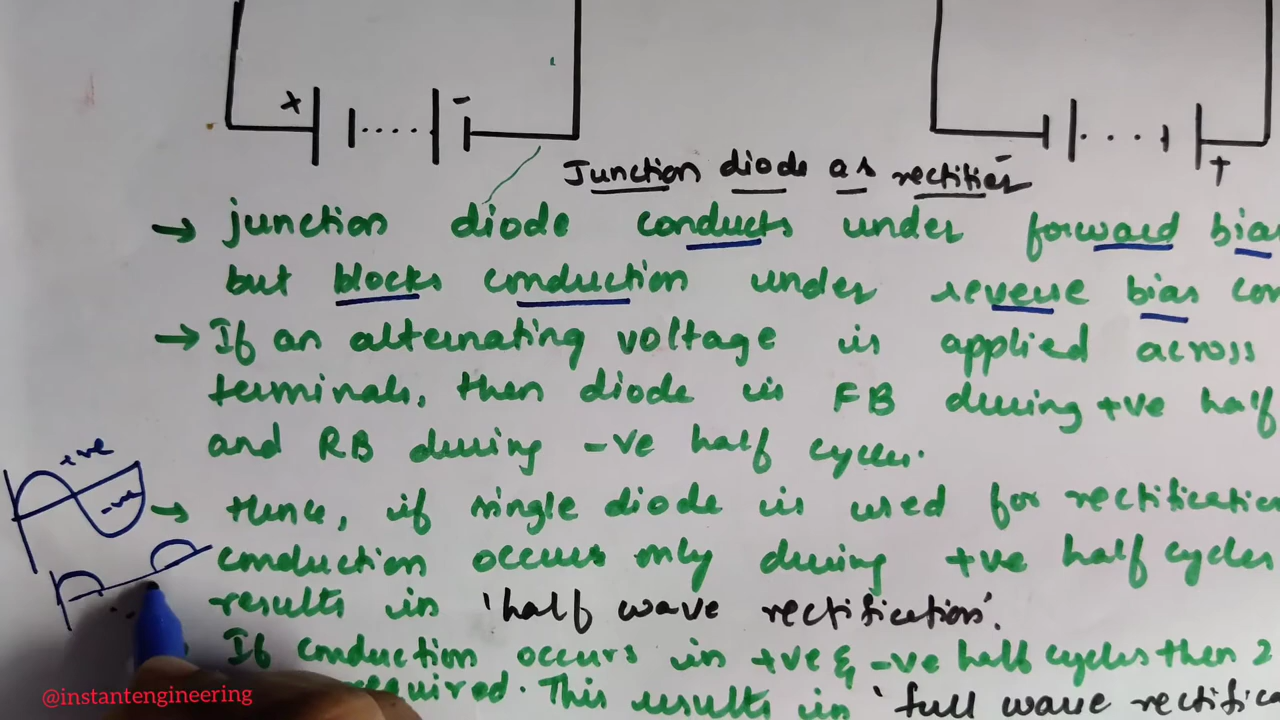 + -
- +
Junction diode as rectifier
→ junction diode conducts under forward bias
but blocks conduction under reverse bias con
→ If an alternating voltage is applied across
terminals, then diode is FB during +ve half
and RB during -ve half cycles.
+ve
-ve
→ Hence, if single diode is used for rectification
conduction occurs only during +ve half cycles
results in 'half wave rectification'.
If conduction occurs in +ve & -ve half cycles then 2
required. This results in 'full wave rectifica
@instantengineering